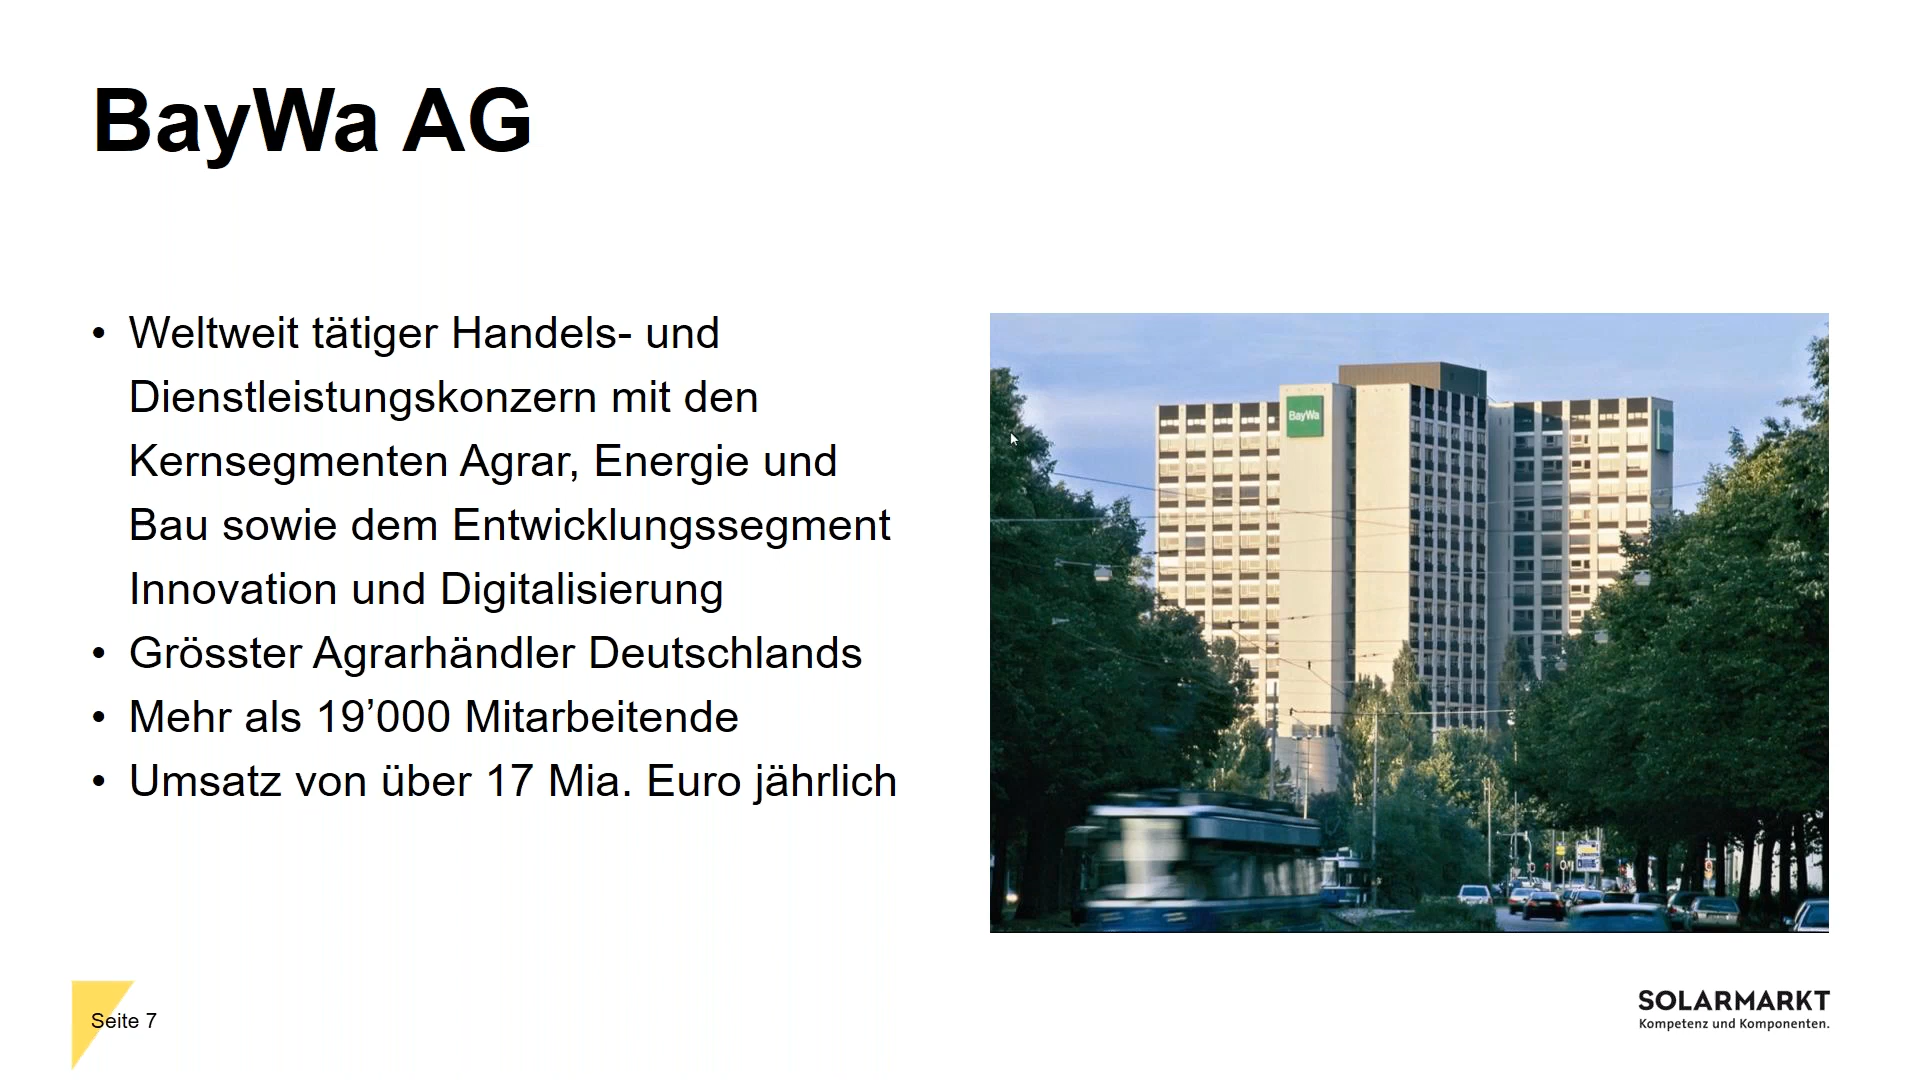 BayWa AG
• Weltweit tätiger Handels- und
Dienstleistungskonzern mit den
Kernsegmenten Agrar, Energie und
Bau sowie dem Entwicklungssegment
Innovation und Digitalisierung
• Grösster Agrarhändler Deutschlands
• Mehr als 19’000 Mitarbeitende
• Umsatz von über 17 Mia. Euro jährlich
BayWa
Seite 7
SOLARMARKT
Kompetenz und Komponenten.